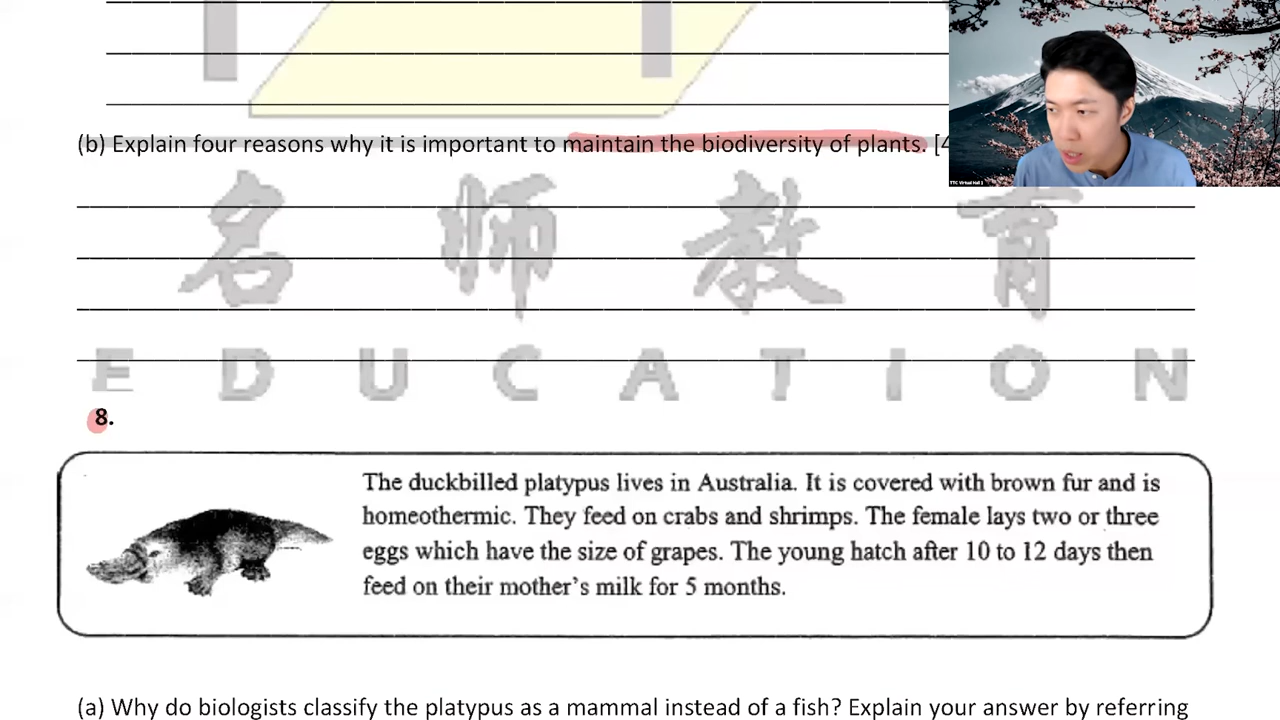 (b) Explain four reasons why it is important to maintain the biodiversity of plants. [4
名師教育
EDUCATION
8.
The duckbilled platypus lives in Australia. It is covered with brown fur and is
homeothermic. They feed on crabs and shrimps. The female lays two or three
eggs which have the size of grapes. The young hatch after 10 to 12 days then
feed on their mother's milk for 5 months.
(a) Why do biologists classify the platypus as a mammal instead of a fish? Explain your answer by referring